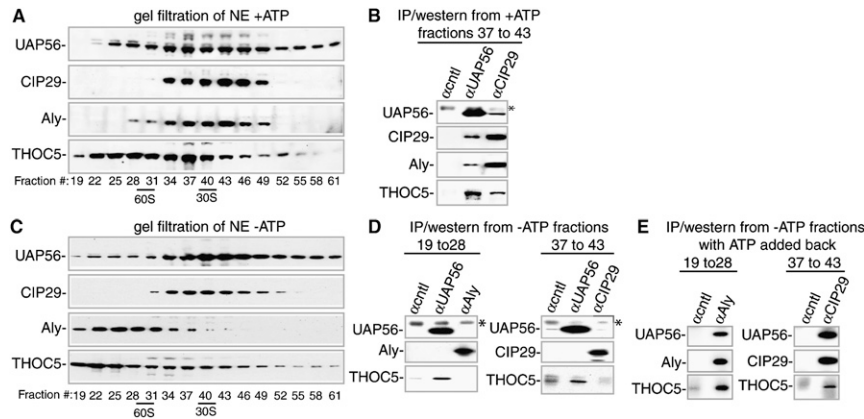 A
gel filtration of NE +ATP
UAP56-
CIP29-
Aly-
THOC5-
Fraction #: 19 22 25 28 31 34 37 40 43 46 49 52 55 58 61
60S 30S
B
IP/western from +ATP
fractions 37 to 43
αcntl αUAP56 αCIP29
UAP56- *
CIP29-
Aly-
THOC5-
C
gel filtration of NE -ATP
UAP56-
CIP29-
Aly-
THOC5-
Fraction #: 19 22 25 28 31 34 37 40 43 46 49 52 55 58 61
60S 30S
D
IP/western from -ATP fractions
19 to28
αcntl αUAP56 αAly
UAP56- *
Aly-
THOC5-
37 to 43
αcntl αUAP56 αCIP29
UAP56- *
CIP29-
THOC5-
E
IP/western from -ATP fractions
with ATP added back
19 to28
αcntl αAly
UAP56-
Aly-
THOC5-
37 to 43
αcntl αCIP29
UAP56-
CIP29-
THOC5-